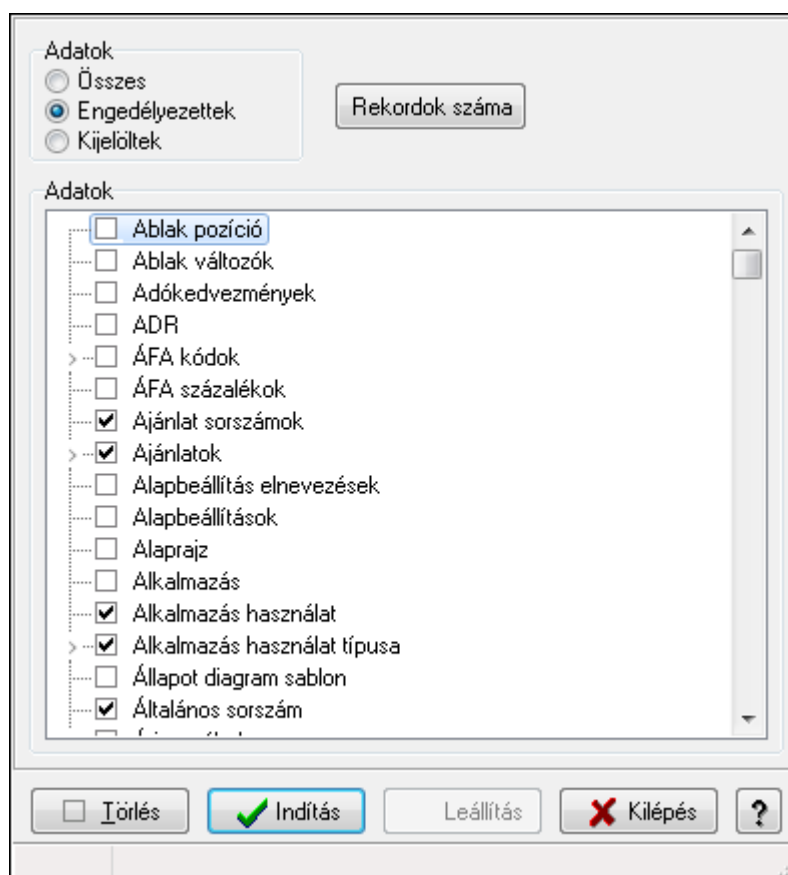 Adatok
Összes
Engedélyezettek
Kijelöltek
Rekordok száma
Adatok
Ablak pozíció
Ablak változók
Adókedvezmények
ADR
ÁFA kódok
ÁFA százalékok
Ajánlat sorszámok
Ajánlatok
Alapbeállítás elnevezések
Alapbeállítások
Alaprajz
Alkalmazás
Alkalmazás használat
Alkalmazás használat típusa
Állapot diagram sablon
Általános sorszám
Törlés Indítás Leállítás Kilépés ?